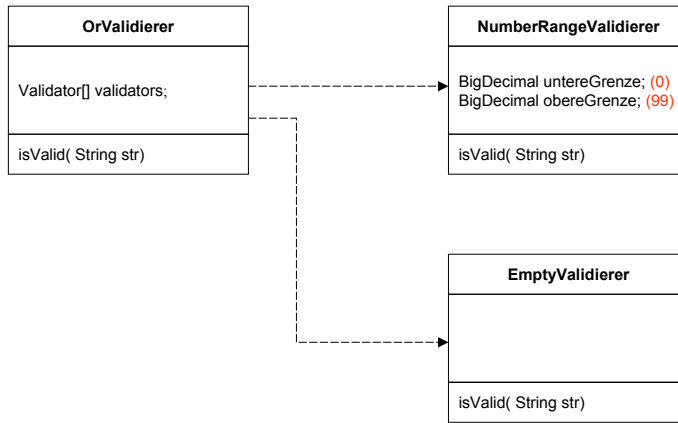 OrValidierer
Validator[] validators;
isValid( String str)
NumberRangeValidierer
BigDecimal untereGrenze; (0)
BigDecimal obereGrenze; (99)
isValid( String str)
EmptyValidierer
isValid( String str)